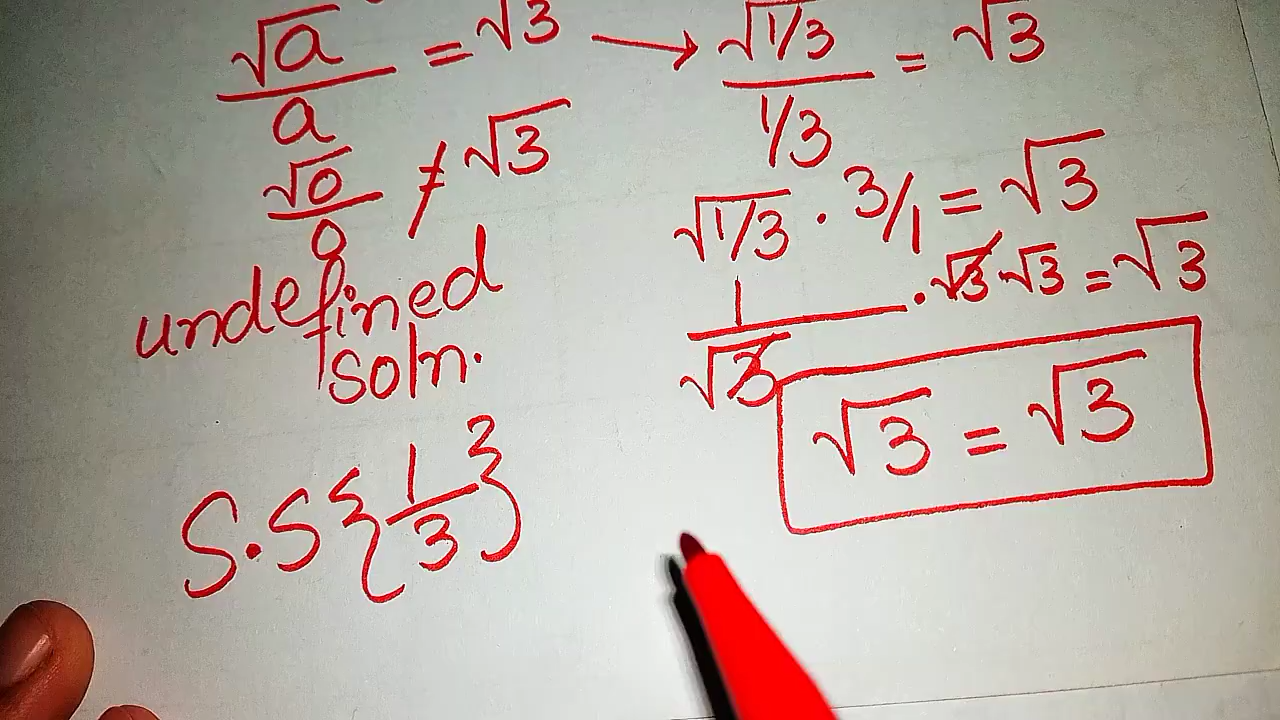 √a/a = √3 → √1/3 / 1/3 = √3
√0/0 ≠ √3
undefined
soln.
S.S{1/3}
√1/3 . 3/1 = √3
1/√3 . √3 . √3 = √3
√3 = √3